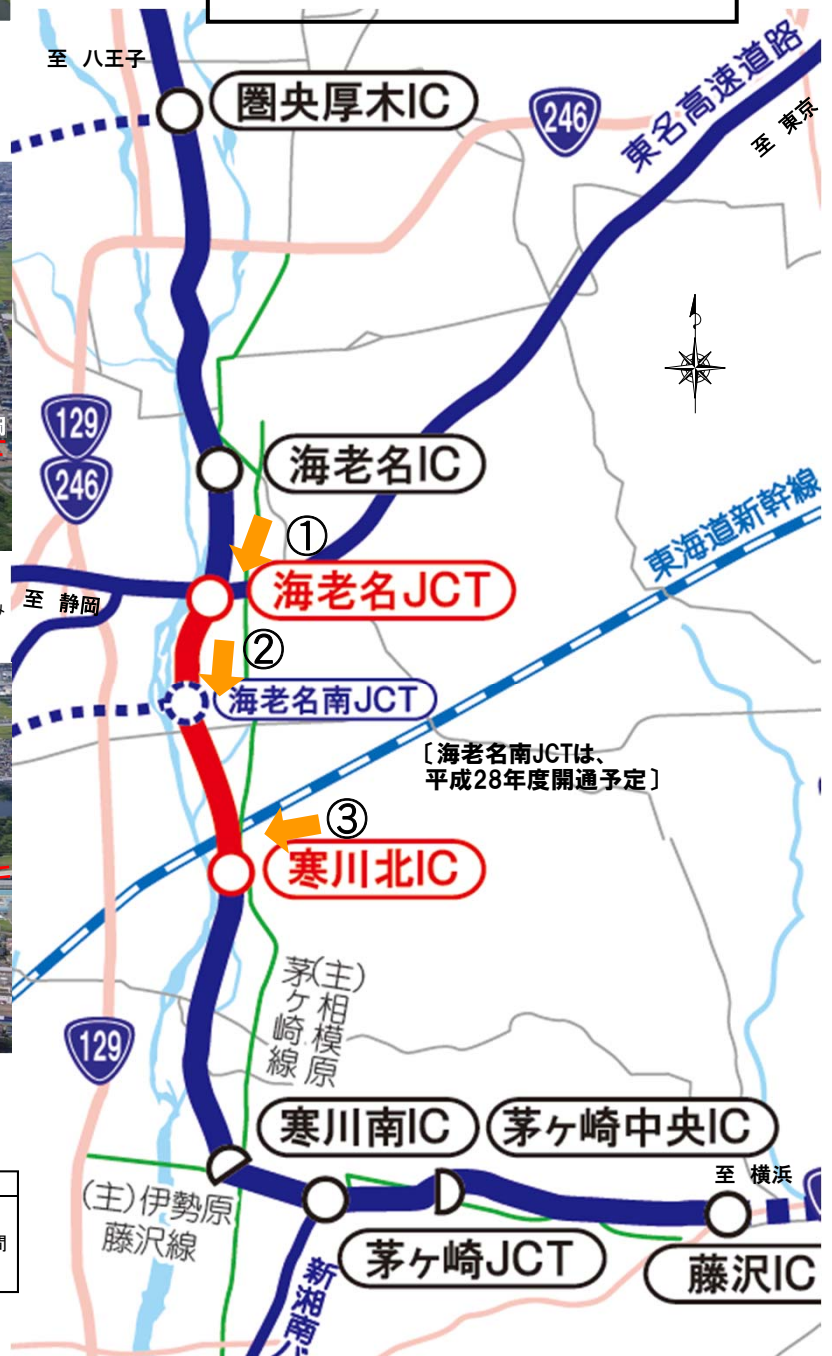 至 八王子
圏央厚木IC
246
東名高速道路
至 東京
129
246
海老名IC
①
東海道新幹線
至 静岡
海老名JCT
②
海老名南JCT
〔海老名南JCTは、
平成28年度開通予定〕
③
寒川北IC
(主)相模原
茅ヶ崎線
129
寒川南IC
茅ヶ崎中央IC
至 横浜
(主)伊勢原
藤沢線
茅ヶ崎JCT
藤沢IC
新湘南バ
間